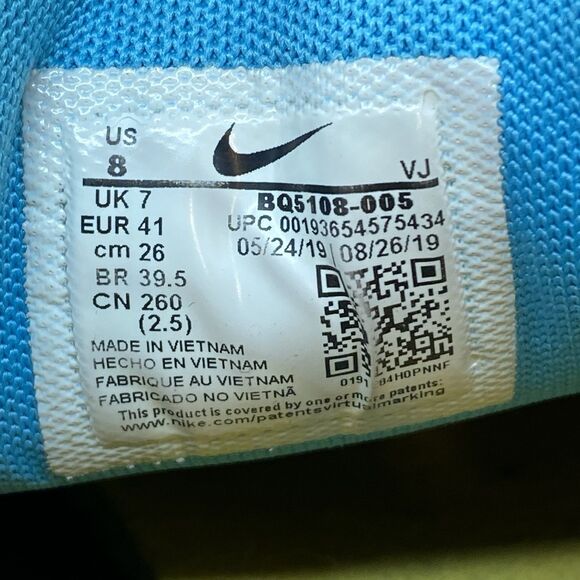 US
8
VJ
UK 7 BQ5108-005
EUR 41 UPC 00193654575434
cm 26 05/24/19 08/26/19
BR 39.5
CN 260
(2.5)
MADE IN VIETNAM
HECHO EN VIETNAM
FABRIQUE AU VIETNAM
FABRICADO NO VIETNÃ
This product is covered by one or more patents:
www.nike.com/patentsvirtualmarking